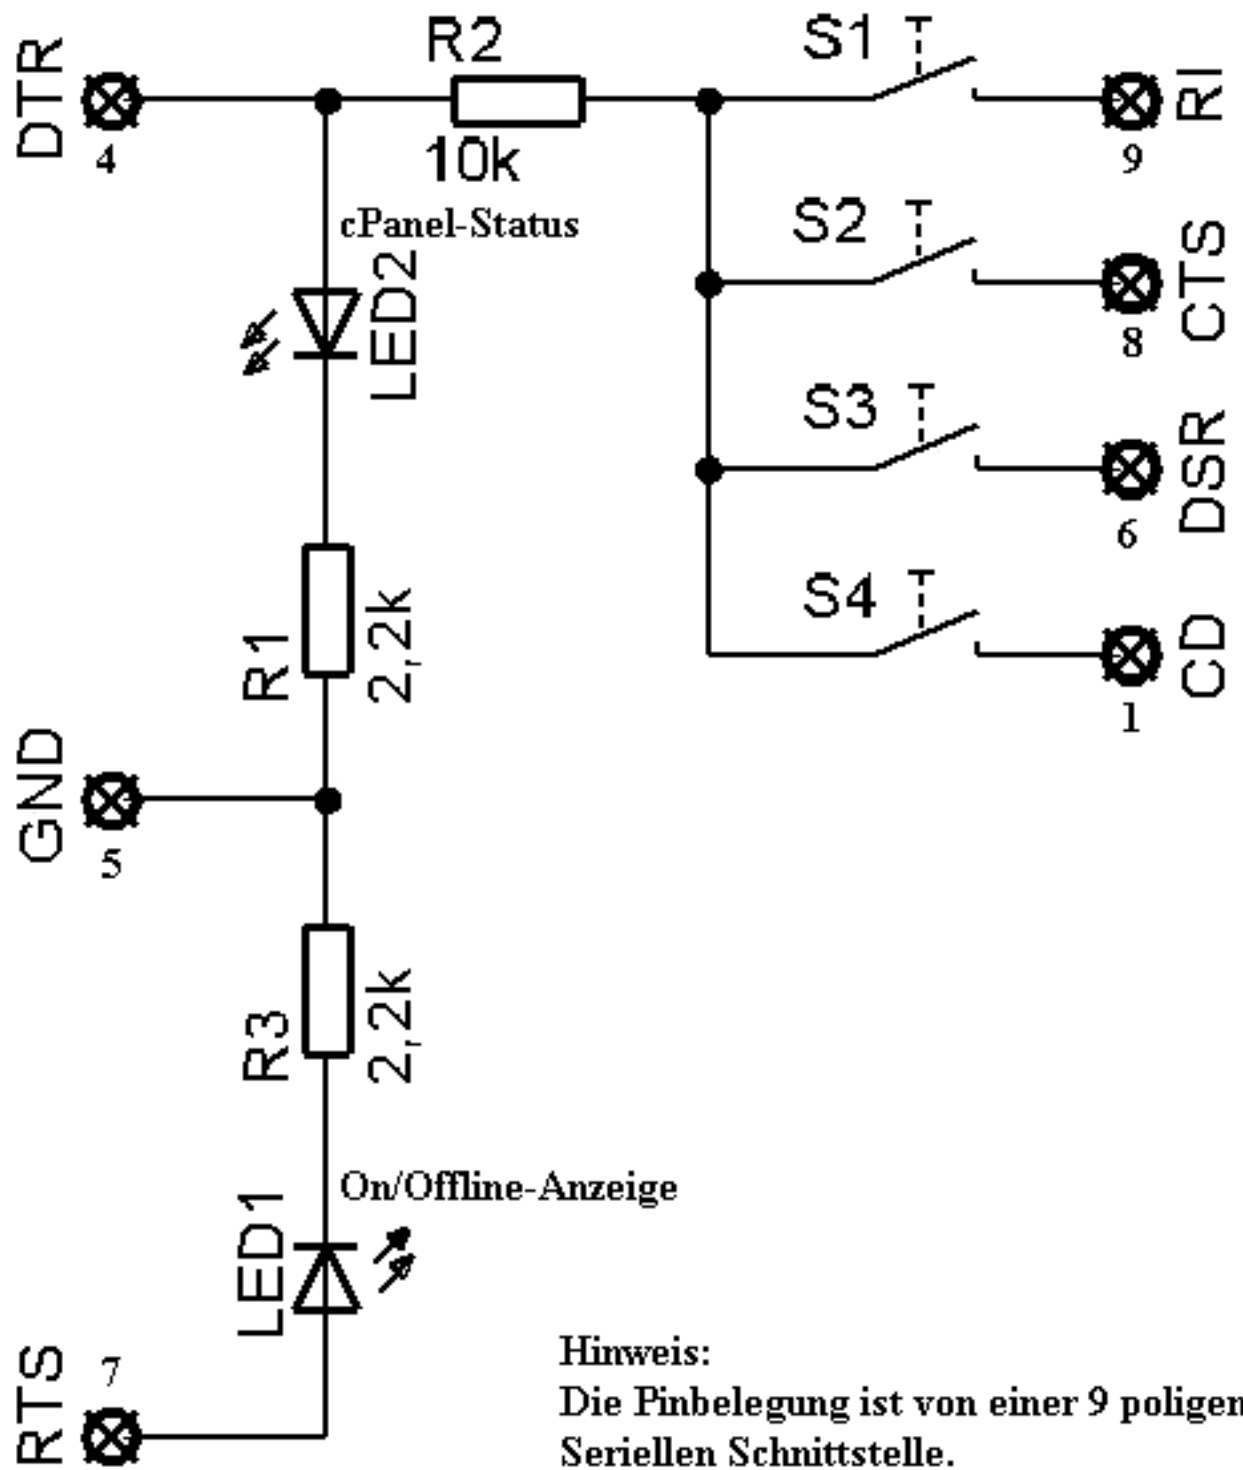 DTR
4
R2
10k
S1
RI
9
cPanel-Status
LED2
S2
CTS
8
S3
DSR
6
R1
2,2k
S4
CD
1
GND
5
R3
2,2k
On/Offline-Anzeige
LED1
RTS
7
Hinweis:
Die Pinbelegung ist von einer 9 poligen
Seriellen Schnittstelle.